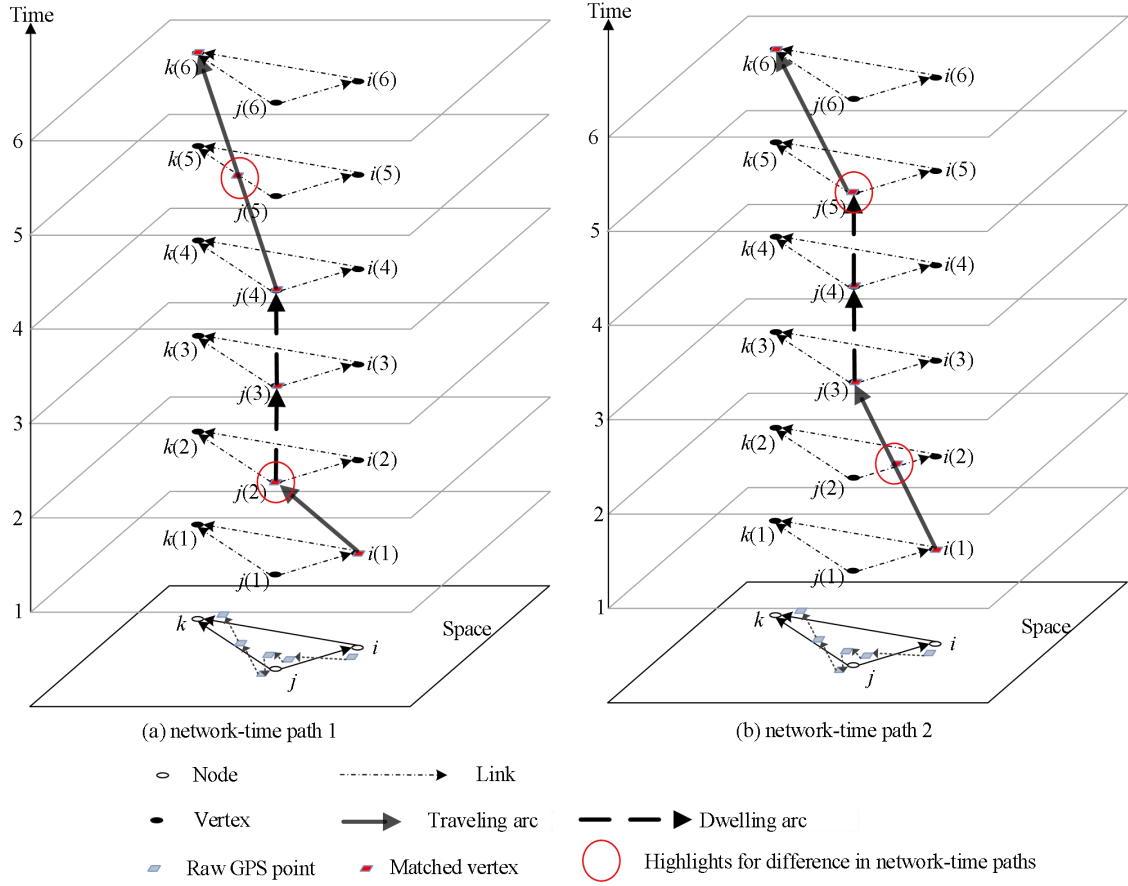 Time
k(6)
i(6)
j(6)
6
k(5)
i(5)
j(5)
5
k(4)
i(4)
j(4)
4
k(3)
i(3)
j(3)
3
k(2)
i(2)
j(2)
2
k(1)
i(1)
j(1)
1
k
Space
i
j
(a) network-time path 1
Time
k(6)
i(6)
j(6)
6
k(5)
i(5)
j(5)
5
k(4)
i(4)
j(4)
4
k(3)
i(3)
j(3)
3
k(2)
i(2)
j(2)
2
k(1)
i(1)
j(1)
1
k
Space
i
j
(b) network-time path 2
Node
Link
Vertex
Traveling arc
Dwelling arc
Raw GPS point
Matched vertex
Highlights for difference in network-time paths